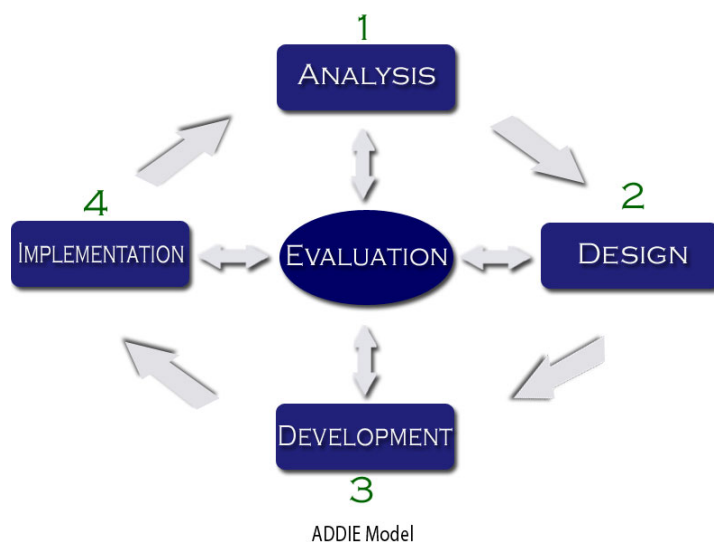 1
ANALYSIS
4
2
IMPLEMENTATION
EVALUATION
DESIGN
DEVELOPMENT
3
ADDIE Model